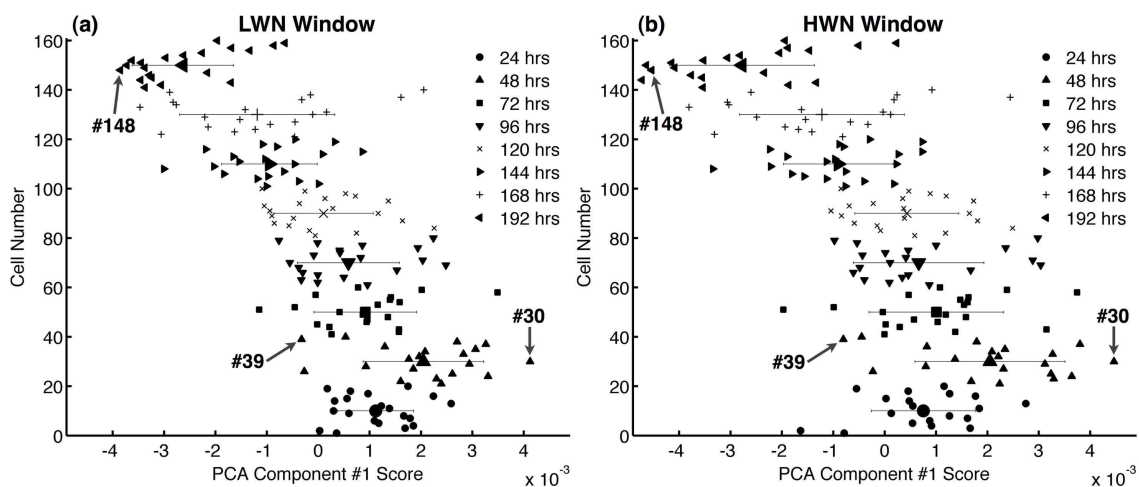 (a)
LWN Window
160
140
120
100
80
60
40
20
0
Cell Number
-4
-3
-2
-1
0
1
2
3
4
PCA Component #1 Score
x 10⁻³
#148
#39
#30
24 hrs
48 hrs
72 hrs
96 hrs
120 hrs
144 hrs
168 hrs
192 hrs
(b)
HWN Window
160
140
120
100
80
60
40
20
0
Cell Number
-4
-3
-2
-1
0
1
2
3
4
PCA Component #1 Score
x 10⁻³
#148
#39
#30
24 hrs
48 hrs
72 hrs
96 hrs
120 hrs
144 hrs
168 hrs
192 hrs